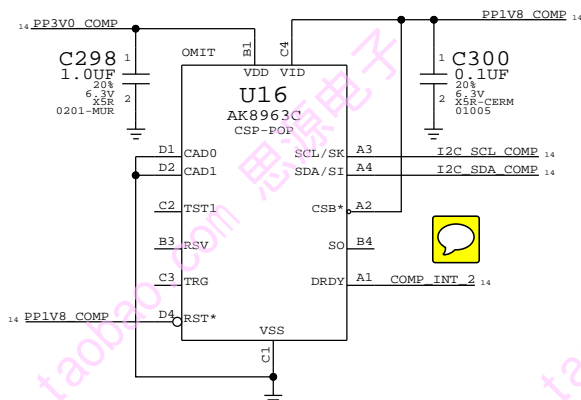 14 PP3V0_COMP
PP1V8_COMP 14
C298
1.0UF
20%
6.3V
X5R
0201-MUR
1
2
OMIT
B1
C4
VDD VID
U16
AK8963C
CSP-POP
1
2
C300
0.1UF
20%
6.3V
X5R-CERM
01005
D1 CAD0
D2 CAD1
C2 TST1
B3 RSV
C3 TRG
14 PP1V8_COMP D4 RST*
SCL/SK A3 I2C_SCL_COMP 14
SDA/SI A4 I2C_SDA_COMP 14
CSB* A2
SO B4
DRDY A1 COMP_INT_2 14
VSS
C1
taobao.com 思源电子
taobao